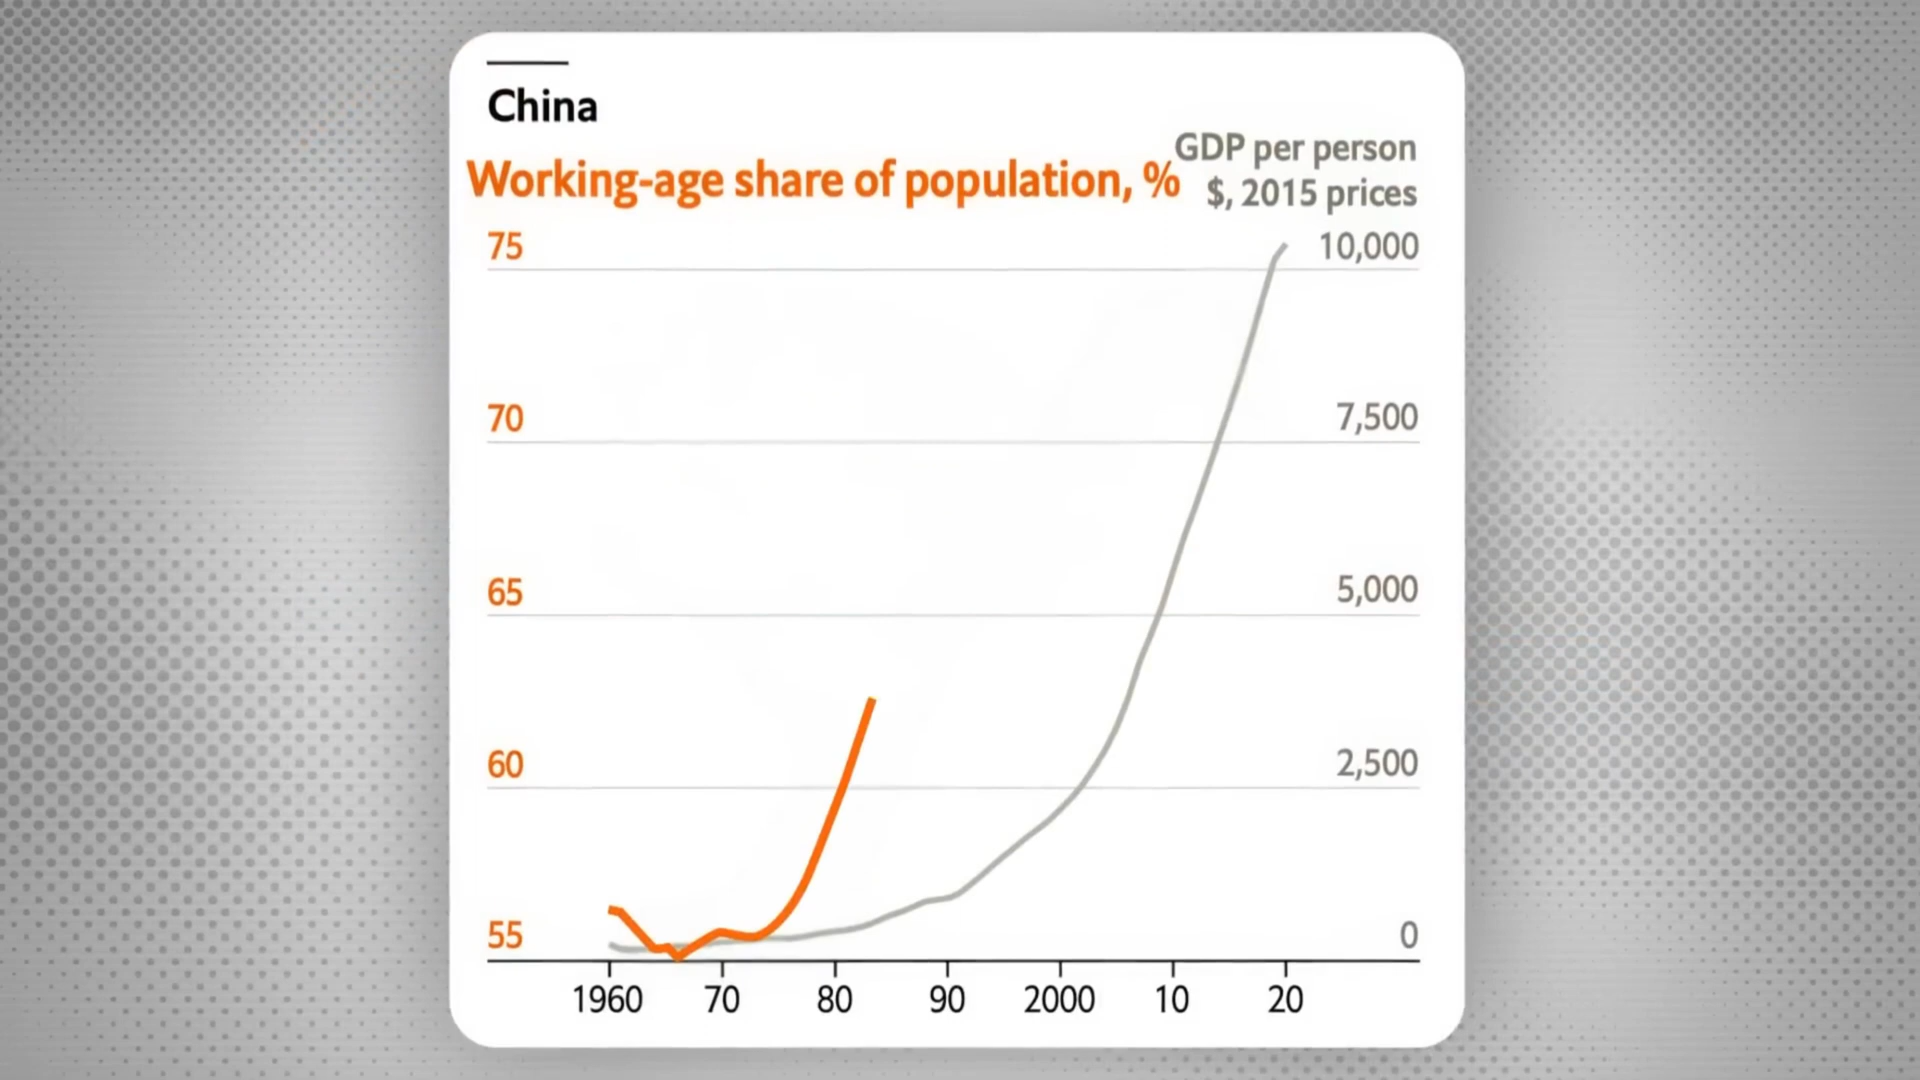 China
Working-age share of population, %
GDP per person
$, 2015 prices
75
10,000
70
7,500
65
5,000
60
2,500
55
0
1960 70 80 90 2000 10 20